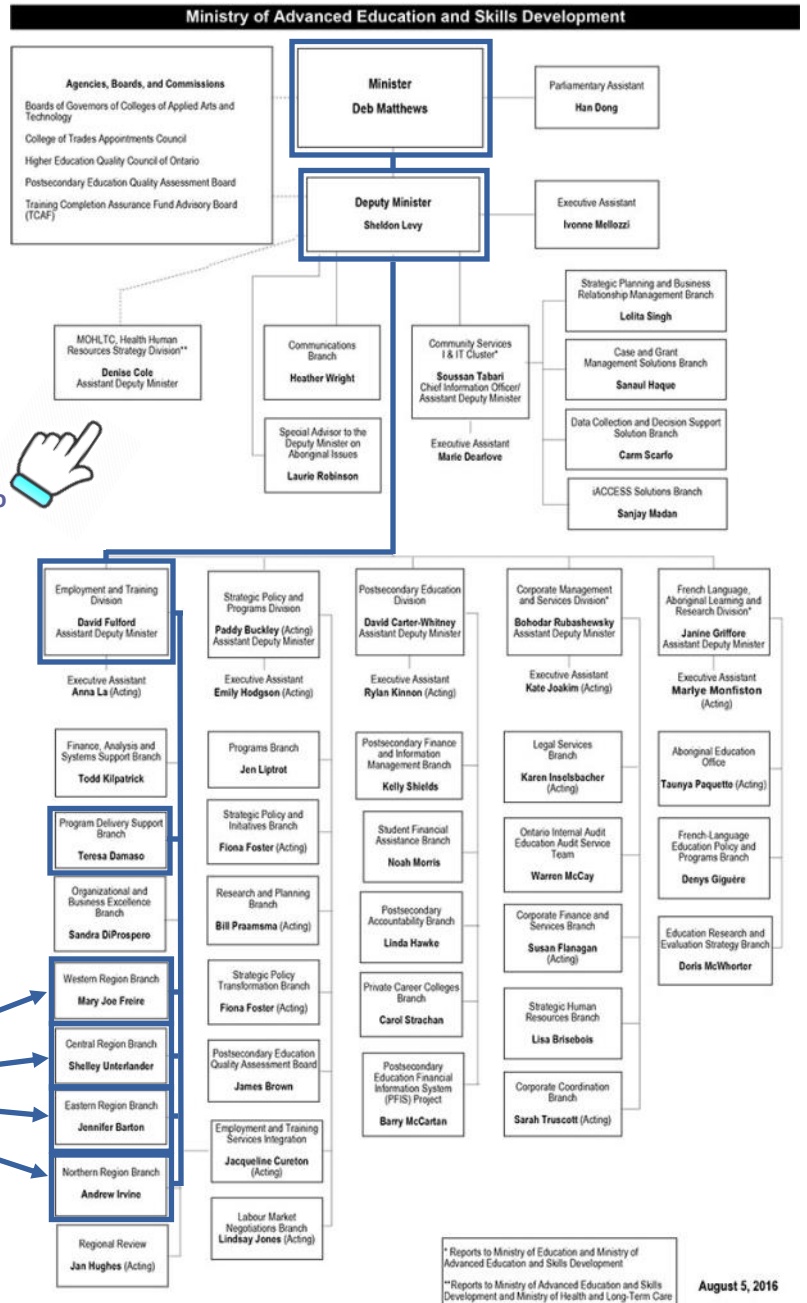 Ministry of Advanced Education and Skills Development
Agencies, Boards, and Commissions
Boards of Governors of Colleges of Applied Arts and
Technology
College of Trades Appointments Council
Higher Education Quality Council of Ontario
Postsecondary Education Quality Assessment Board
Training Completion Assurance Fund Advisory Board
(TCAF)
Minister
Deb Matthews
Parliamentary Assistant
Han Dong
Deputy Minister
Sheldon Levy
Executive Assistant
Ivonne Mellozzi
MOHLTC, Health Human
Resources Strategy Division**
Denise Cole
Assistant Deputy Minister
Communications
Branch
Heather Wright
Special Advisor to the
Deputy Minister on
Aboriginal Issues
Laurie Robinson
Community Services
I & IT Cluster*
Soussan Tabari
Chief Information Officer/
Assistant Deputy Minister
Executive Assistant
Marie Dearlove
Strategic Planning and Business
Relationship Management Branch
Lolita Singh
Case and Grant
Management Solutions Branch
Sanaul Haque
Data Collection and Decision Support
Solution Branch
Carm Scarfo
iACCESS Solutions Branch
Sanjay Madan
Employment and Training
Division
David Fulford
Assistant Deputy Minister
Executive Assistant
Anna La (Acting)
Finance, Analysis and
Systems Support Branch
Todd Kilpatrick
Program Delivery Support
Branch
Teresa Damaso
Organizational and
Business Excellence
Branch
Sandra DiProspero
Western Region Branch
Mary Joe Freire
Central Region Branch
Shelley Unterlander
Eastern Region Branch
Jennifer Barton
Northern Region Branch
Andrew Irvine
Regional Review
Jan Hughes (Acting)
Strategic Policy and
Programs Division
Paddy Buckley (Acting)
Assistant Deputy Minister
Executive Assistant
Emily Hodgson (Acting)
Programs Branch
Jen Liptrot
Strategic Policy and
Initiatives Branch
Fiona Foster (Acting)
Research and Planning
Branch
Bill Praamsma (Acting)
Strategic Policy
Transformation Branch
Fiona Foster (Acting)
Postsecondary Education
Quality Assessment Board
James Brown
Employment and Training
Services Integration
Jacqueline Cureton
(Acting)
Labour Market
Negotiations Branch
Lindsay Jones (Acting)
Postsecondary Education
Division
David Carter-Whitney
Assistant Deputy Minister
Executive Assistant
Rylan Kinnon (Acting)
Postsecondary Finance
and Information
Management Branch
Kelly Shields
Student Financial
Assistance Branch
Noah Morris
Postsecondary
Accountability Branch
Linda Hawke
Private Career Colleges
Branch
Carol Strachan
Postsecondary
Education Financial
Information System
(PFIS) Project
Barry McCartan
Corporate Management
and Services Division*
Bohodar Rubashewsky
Assistant Deputy Minister
Executive Assistant
Kate Joakim (Acting)
Legal Services
Branch
Karen Inselsbacher
(Acting)
Ontario Internal Audit
Education Audit Service
Team
Warren McCay
Corporate Finance and
Services Branch
Susan Flanagan
(Acting)
Strategic Human
Resources Branch
Lisa Brisebois
Corporate Coordination
Branch
Sarah Truscott (Acting)
French Language,
Aboriginal Learning and
Research Division*
Janine Griffore
Assistant Deputy Minister
Executive Assistant
Marlye Monfiston
(Acting)
Aboriginal Education
Office
Taunya Paquette (Acting)
French-Language
Education Policy and
Programs Branch
Denys Giguère
Education Research and
Evaluation Strategy Branch
Doris McWhorter
* Reports to Ministry of Education and Ministry of
Advanced Education and Skills Development
**Reports to Ministry of Advanced Education and Skills
Development and Ministry of Health and Long-Term Care
August 5, 2016